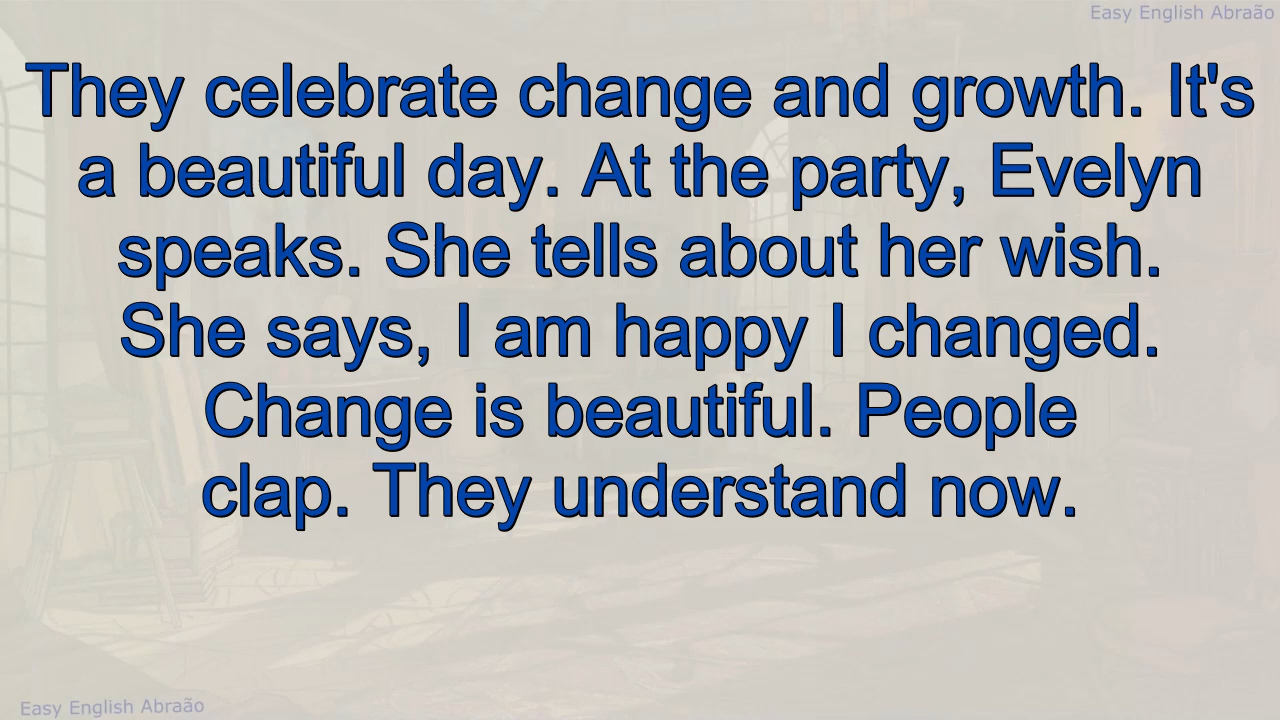 Easy English Abraão
They celebrate change and growth. It's
a beautiful day. At the party, Evelyn
speaks. She tells about her wish.
She says, I am happy I changed.
Change is beautiful. People
clap. They understand now.
Easy English Abraão